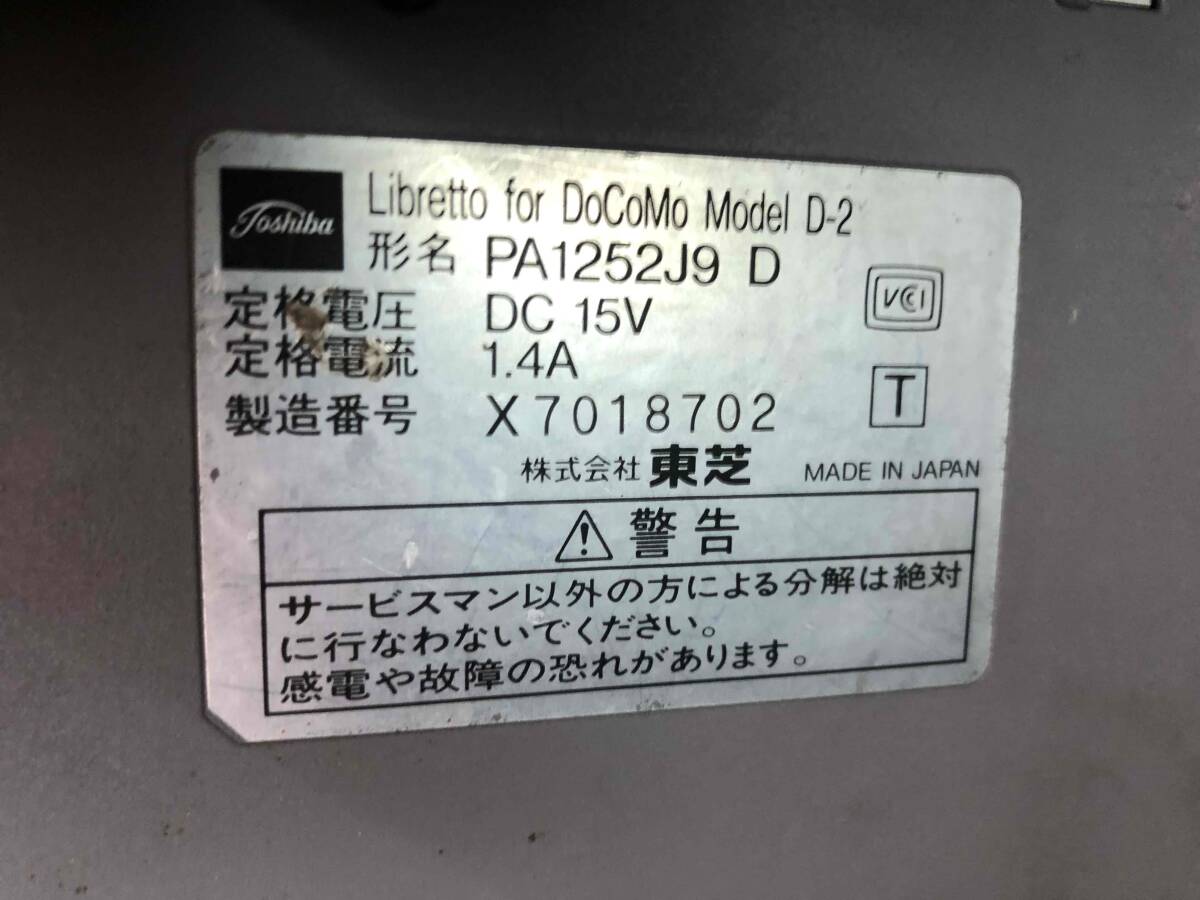 Toshiba
Libretto for DoCoMo Model D-2
形名 PA1252J9 D
定格電圧 DC 15V
定格電流 1.4A
製造番号 X7018702
VCCI
T
株式会社 東芝 MADE IN JAPAN
警告
サービスマン以外の方による分解は絶対
に行なわないでください。
感電や故障の恐れがあります。